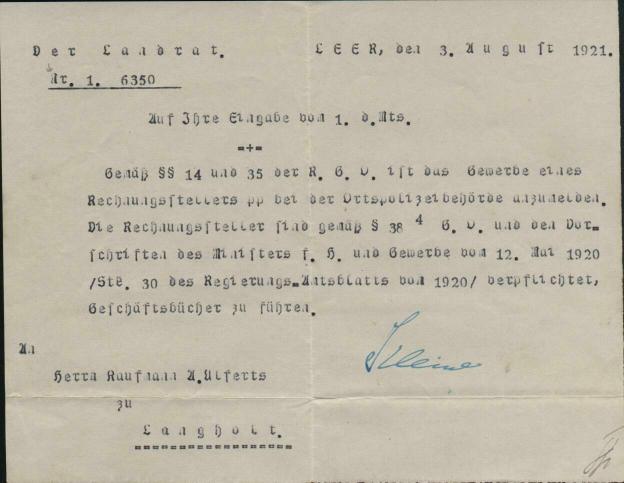 Der Landrat. LEER, den 3. August 1921.
Nr. 1. 6350
Auf Ihre Eingabe vom 1. d.Mts.
=+=
Gemäß §§ 14 und 35 der R. G. O. ist das Gewerbe eines
Rechnungsstellers pp bei der Ortspolizeibehörde anzumelden.
Die Rechnungssteller sind gemäß § 38 4 G. O. und den Vor=
schriften des Ministers f. H. und Gewerbe vom 12. Mai 1920
/Stë. 30 des Regierungs=Amtsblatts von 1920/ verpflichtet,
Geschäftsbücher zu führen.
An
Herrn Kaufmann A.Ulferts
zu
Langholt.